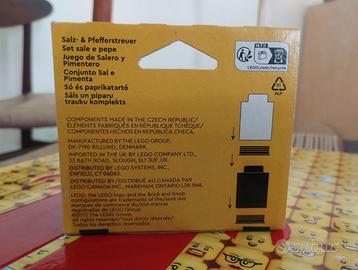 Salz- & Pfefferstreuer
Set sale e pepe
Juego de Salero y
Pimentero
Conjunto Sal e
Pimenta
Só és paprikatartó
Sāls un piparu
trauku komplekts
LEGO.com/recycle
PAP
COMPONENTS MADE IN THE CZECH REPUBLIC/
ÉLÉMENTS FABRIQUÉS EN RÉPUBLIQUE TCHÈQUE/
COMPONENTES HECHOS EN REPÚBLICA CHECA.
MANUFACTURED BY THE LEGO GROUP,
DK-7190 BILLUND, DENMARK.
IMPORTED IN THE UK BY LEGO COMPANY LTD.,
33 BATH ROAD, SLOUGH, SL1 3UF, UK.
DISTRIBUTED BY LEGO SYSTEMS, INC.,
ENFIELD, CT 06083.
DISTRIBUTED BY/DISTRIBUÉ AU CANADA PAR
LEGO CANADA INC., MARKHAM, ONTARIO L3R 5N8.
LEGO, the LEGO logo and the Brick and Knob
configurations are trademarks of the/sont des
marques de commerce de/son marcas
registradas de LEGO Group.
The LEGO Group.
All rights reserved/Tous droits réservés/
Todos los derechos reservados.
subito